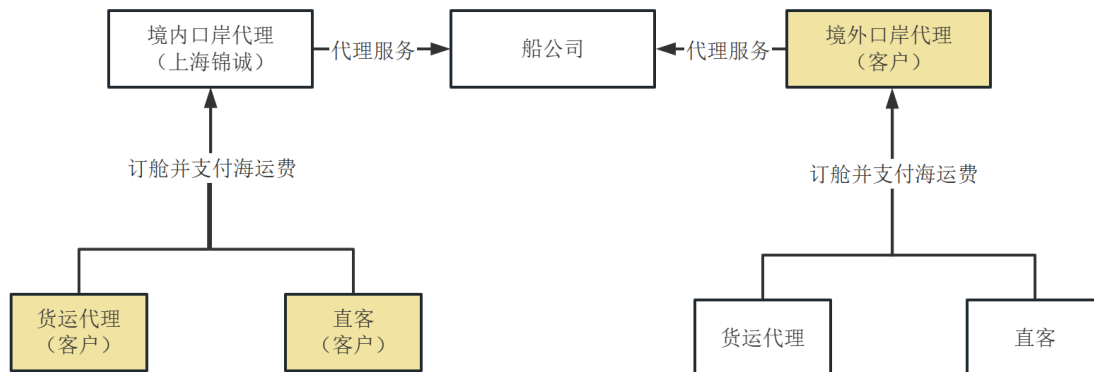 境内口岸代理
（上海锦诚）
代理服务
船公司
代理服务
境外口岸代理
（客户）
订舱并支付海运费
订舱并支付海运费
货运代理
（客户）
直客
（客户）
货运代理
直客